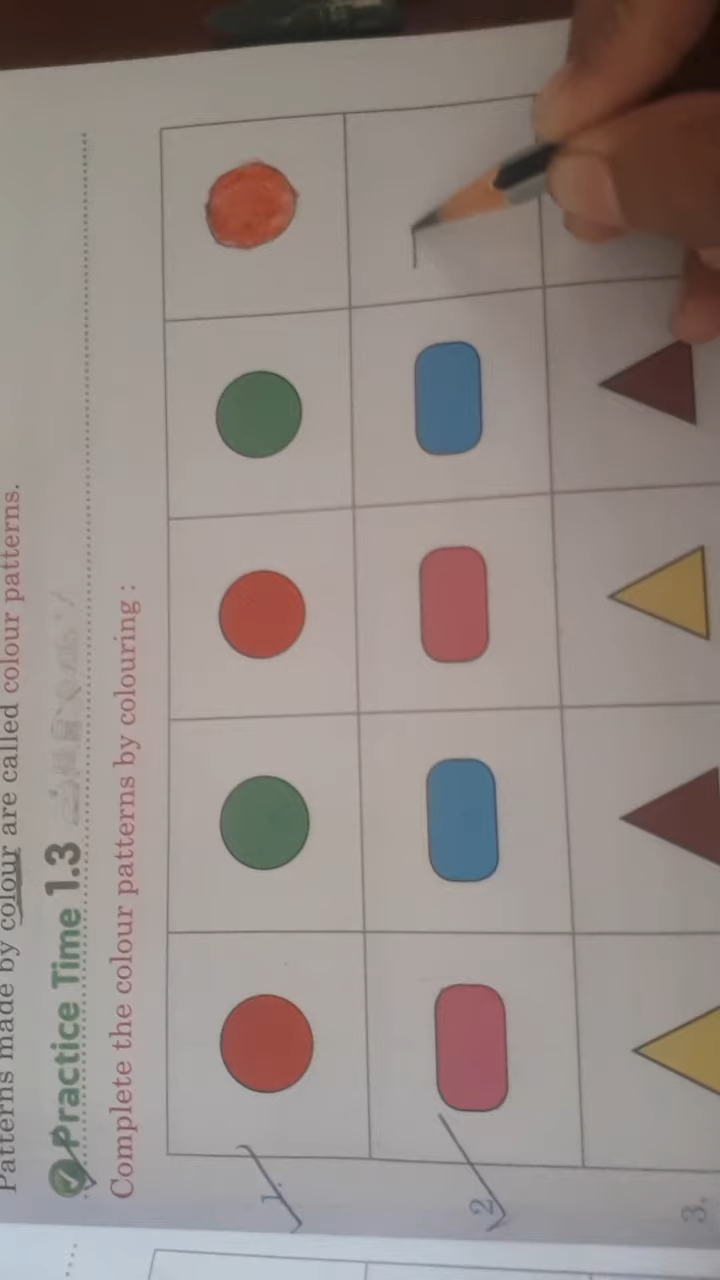 Patterns made by colour are called colour patterns.
Practice Time 1.3
Complete the colour patterns by colouring :
1.
2
3.